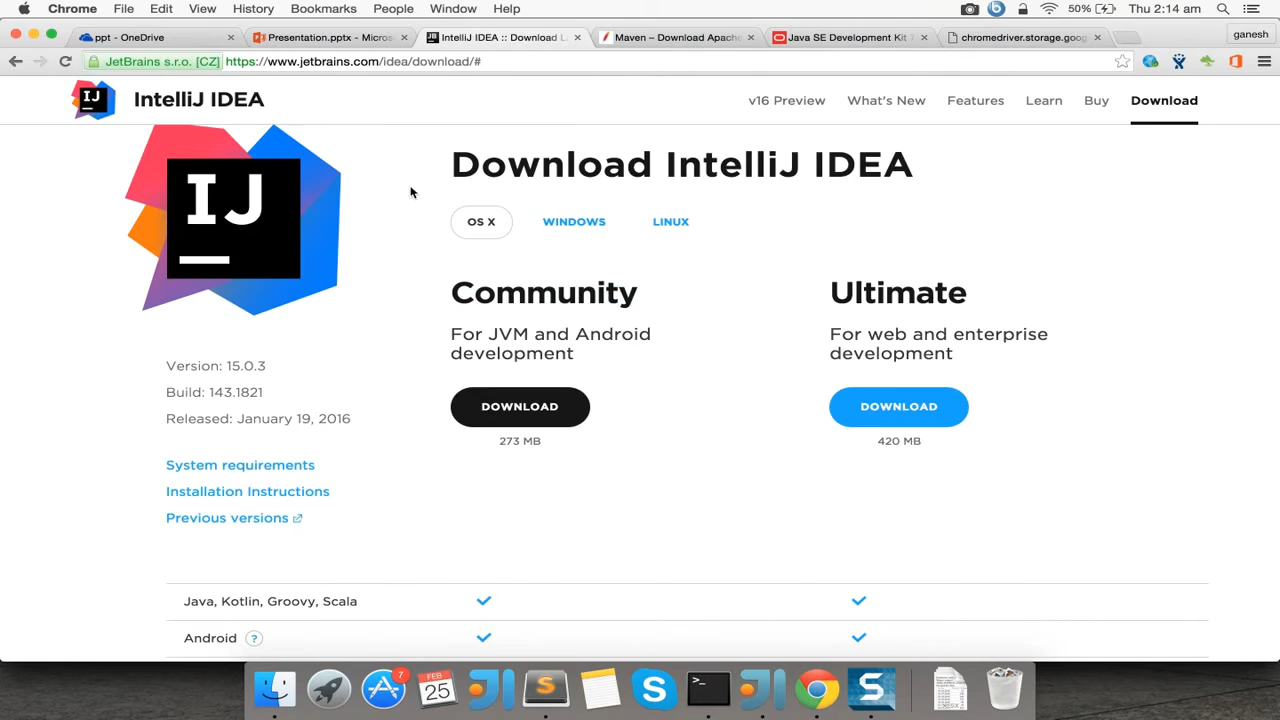 Chrome File Edit View History Bookmarks People Window Help 50% Thu 2:14 am
ppt - OneDrive Presentation.pptx - Micros IntelliJ IDEA :: Download La Maven – Download Apache Java SE Development Kit 7 chromedriver.storage.goog ganesh
JetBrains s.r.o. [CZ] https://www.jetbrains.com/idea/download/#
IJ IntelliJ IDEA v16 Preview What's New Features Learn Buy Download
IJ
Download IntelliJ IDEA
OS X WINDOWS LINUX
Community Ultimate
For JVM and Android For web and enterprise
development development
Version: 15.0.3
Build: 143.1821
Released: January 19, 2016
DOWNLOAD DOWNLOAD
273 MB 420 MB
System requirements
Installation Instructions
Previous versions
Java, Kotlin, Groovy, Scala
Android ?
7 FEB
25
S S >_ S